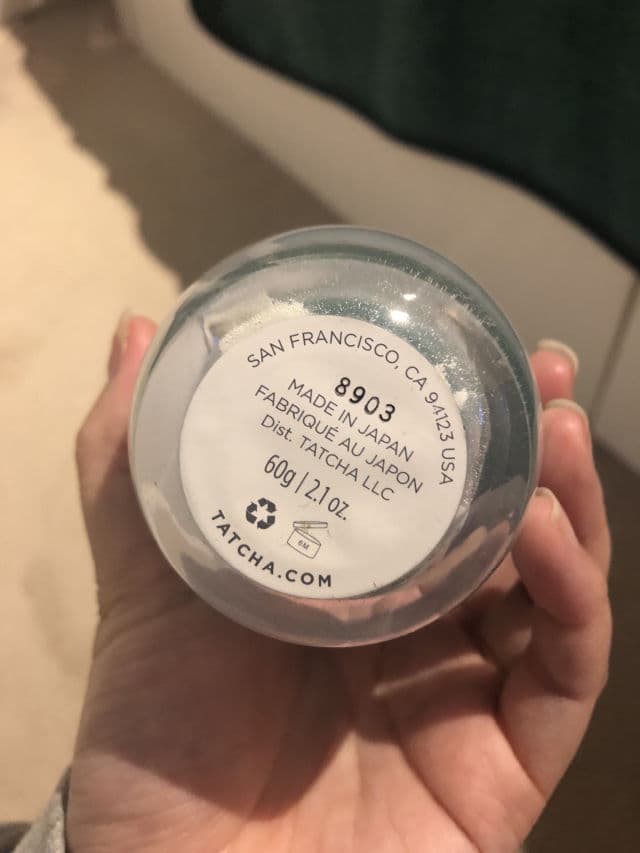 SAN FRANCISCO, CA 94123 USA
8903
MADE IN JAPAN
FABRIQUÉ AU JAPON
Dist. TATCHA LLC
60g | 2.1 oz.
6M
TATCHA.COM